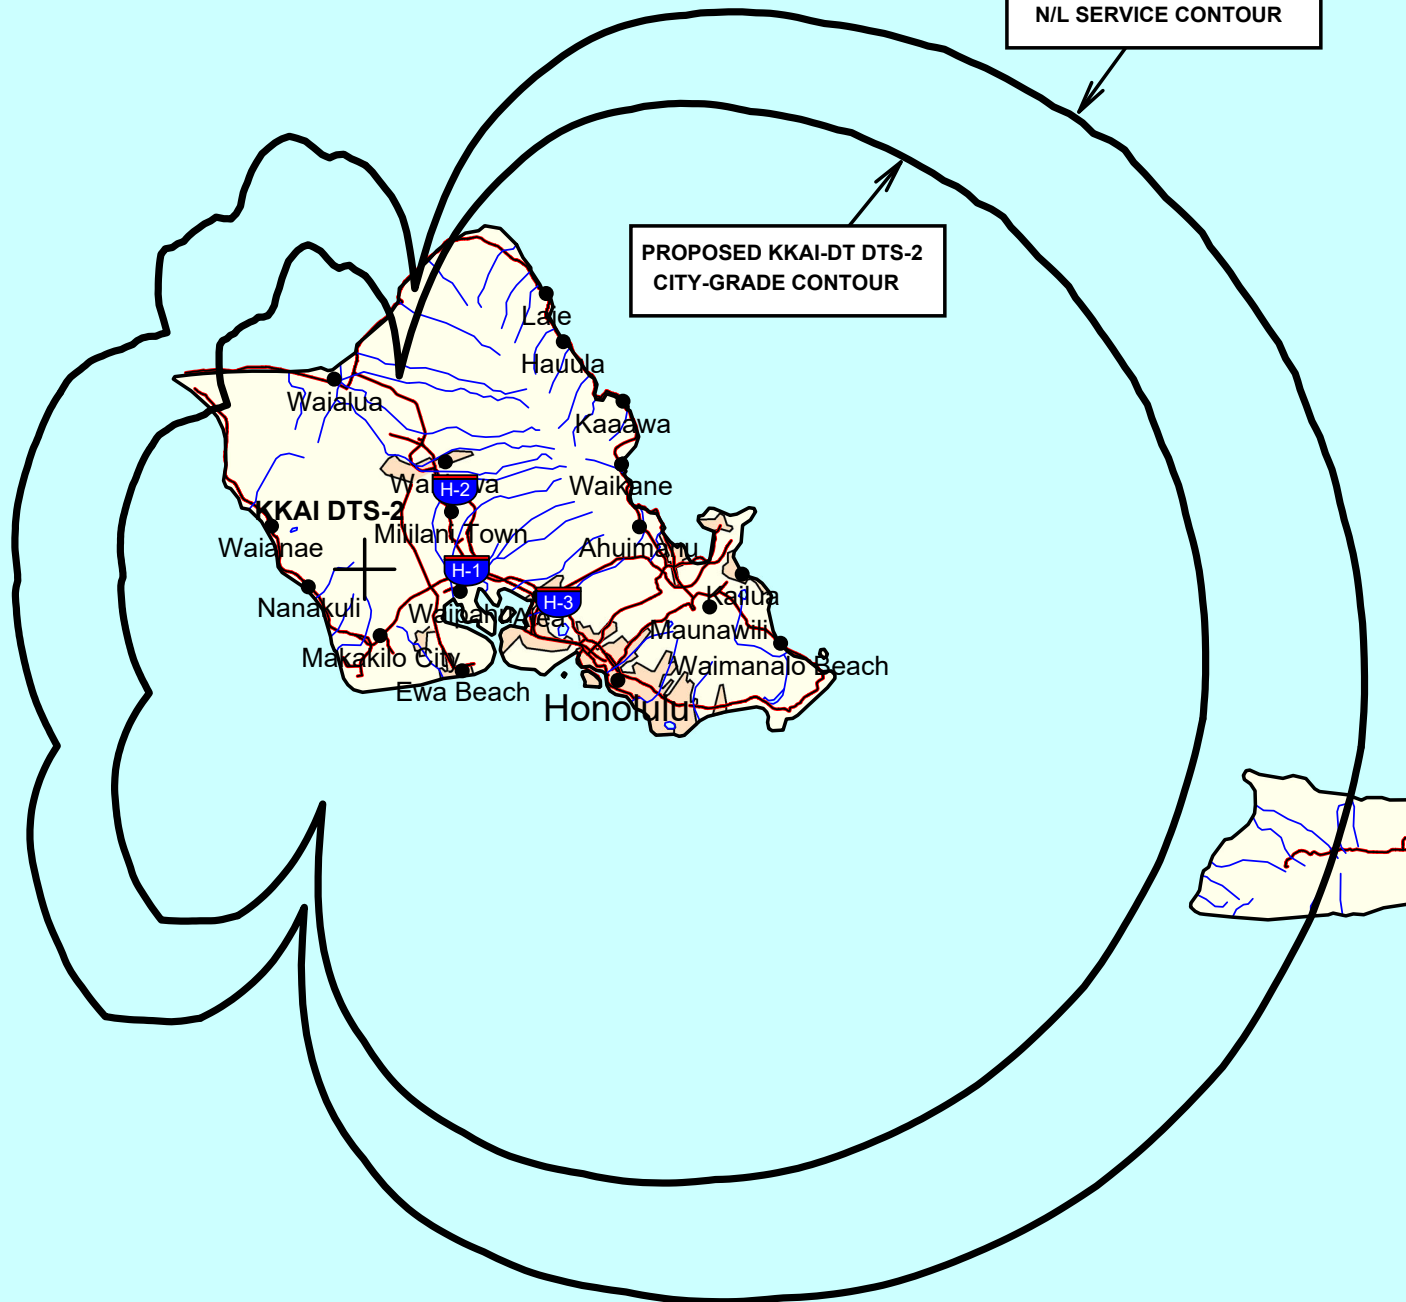 N/L SERVICE CONTOUR
PROPOSED KKAI-DT DTS-2
CITY-GRADE CONTOUR
Laie
Hauula
Waialua
Kaaawa
H-2
Waikane
KKAI DTS-2
Mililani Town
Ahuimanu
Waianae
H-1
Nanakuli
Waipahu
H-3
Kailua
Maunawili
Makakilo City
Waimanalo Beach
Ewa Beach
Honolulu